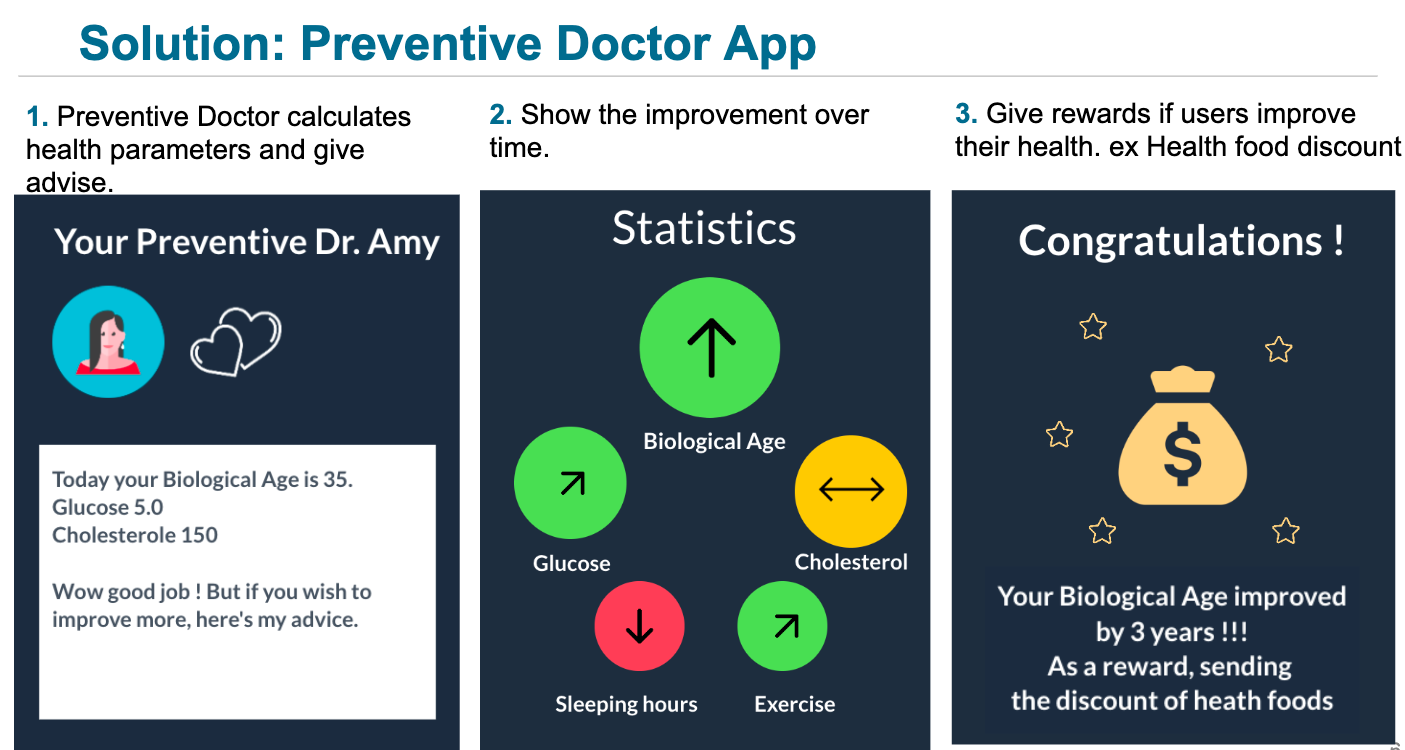 Solution: Preventive Doctor App
1. Preventive Doctor calculates
health parameters and give
advise.
Your Preventive Dr. Amy
Today your Biological Age is 35.
Glucose 5.0
Cholesterole 150
Wow good job ! But if you wish to
improve more, here's my advice.
2. Show the improvement over
time.
Statistics
Biological Age
Glucose
Cholesterol
Sleeping hours
Exercise
3. Give rewards if users improve
their health. ex Health food discount
Congratulations !
$
Your Biological Age improved
by 3 years !!!
As a reward, sending
the discount of heath foods